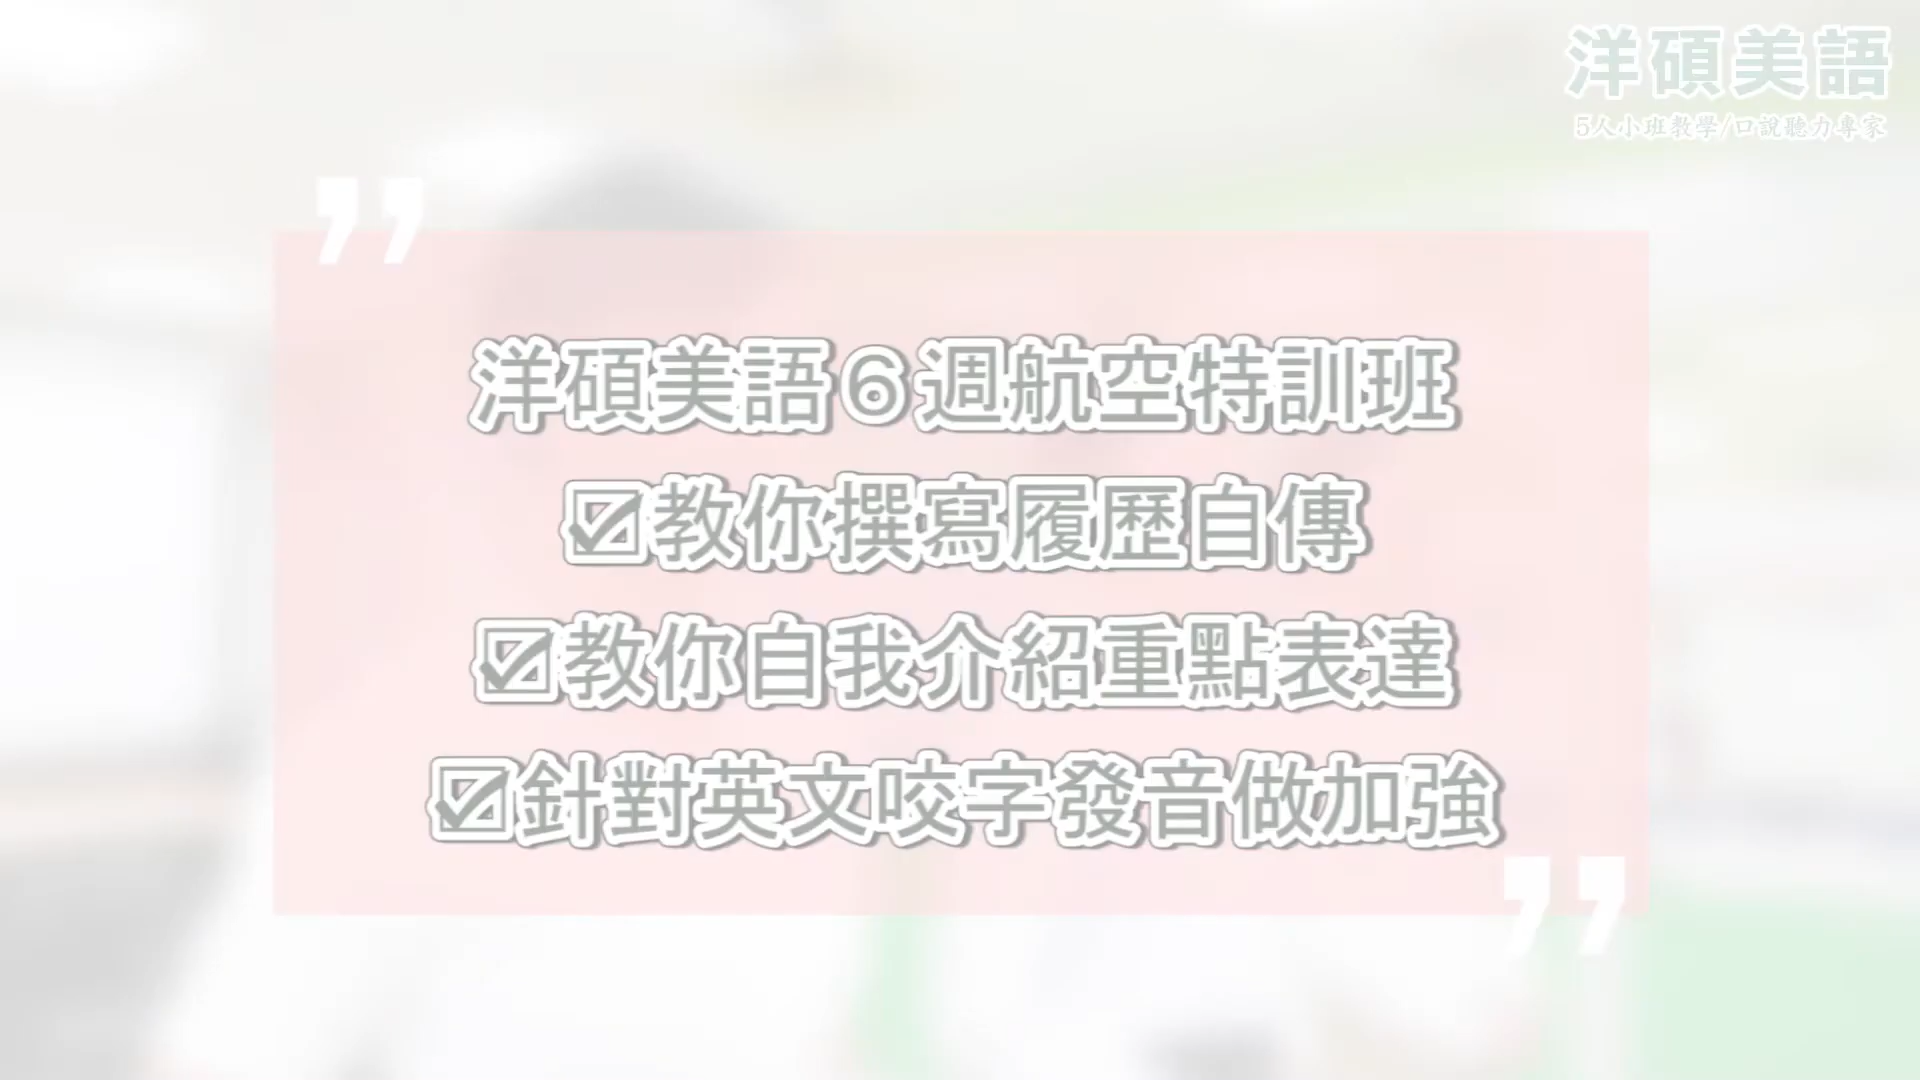 洋碩美語
5人小班教學/口說聽力專家
洋碩美語6週航空特訓班
☑教你撰寫履歷自傳
☑教你自我介紹重點表達
☑針對英文咬字發音做加強